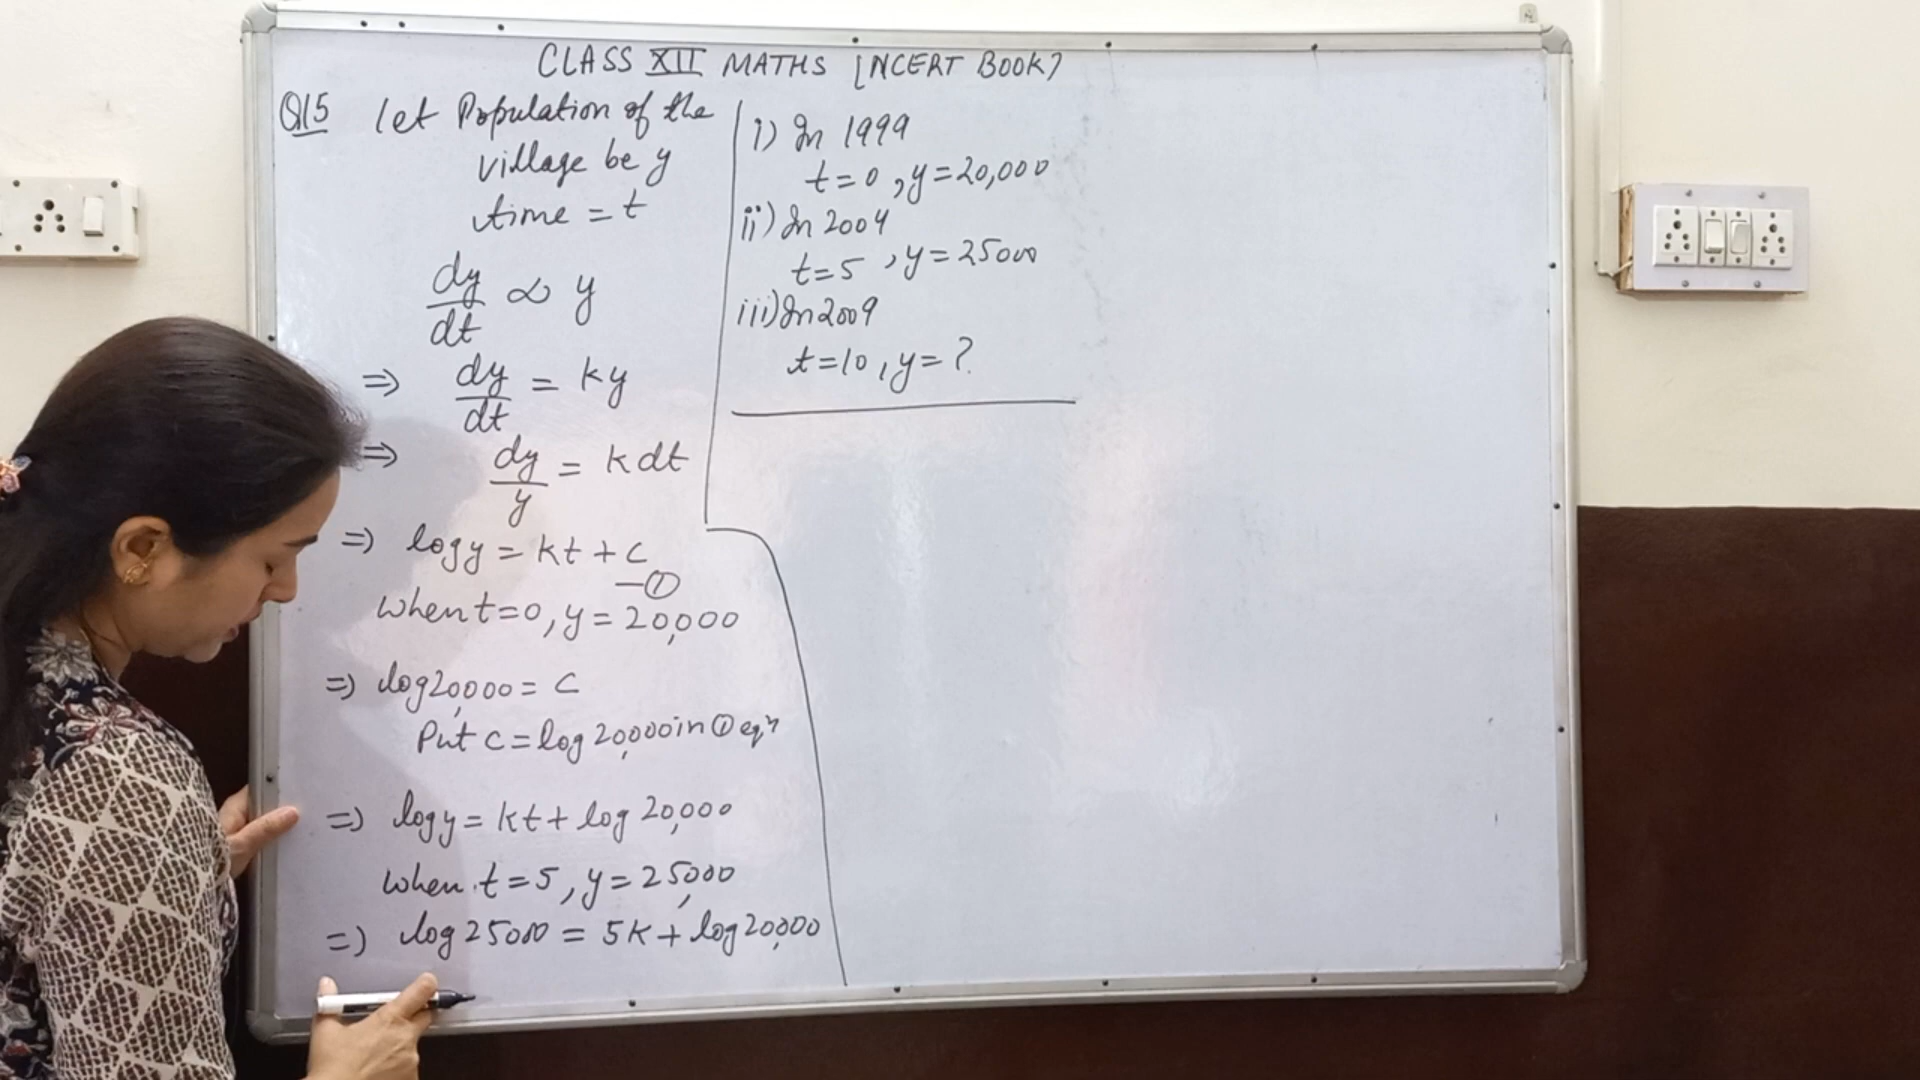 CLASS XII MATHS [NCERT BOOK]
Q15 let Population of the
village be y
time = t
dy/dt ∝ y
⇒ dy/dt = ky
⇒ dy/y = k dt
⇒ log y = kt + c
—①
when t=0, y = 20,000
⇒ log 20,000 = c
Put c = log 20,000 in ① eqn
⇒ log y = kt + log 20,000
when t = 5, y = 25,000
⇒ log 25000 = 5k + log 20,000
i) In 1999
t=0, y=20,000
ii) In 2004
t=5, y=25000
iii) In 2009
t=10, y=?